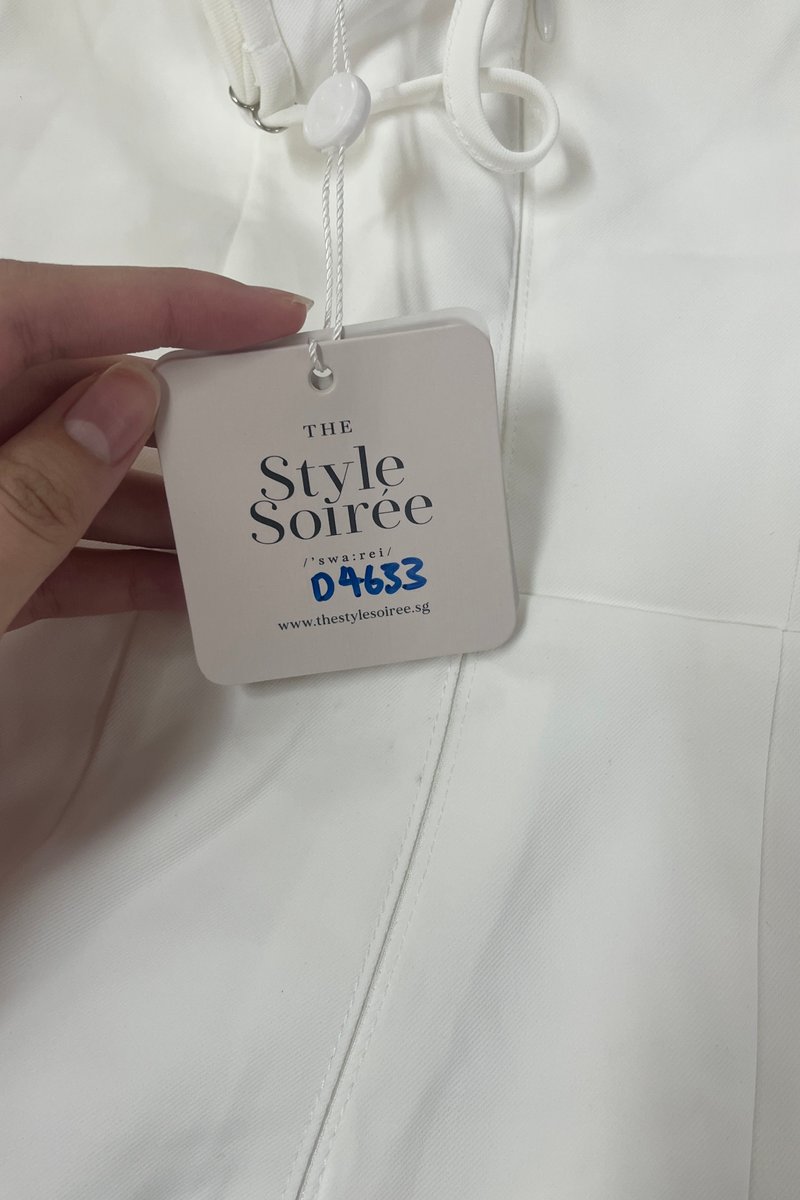 THE
Style
Soirée
/'swa:rei/
D4633
www.thestylesoiree.sg